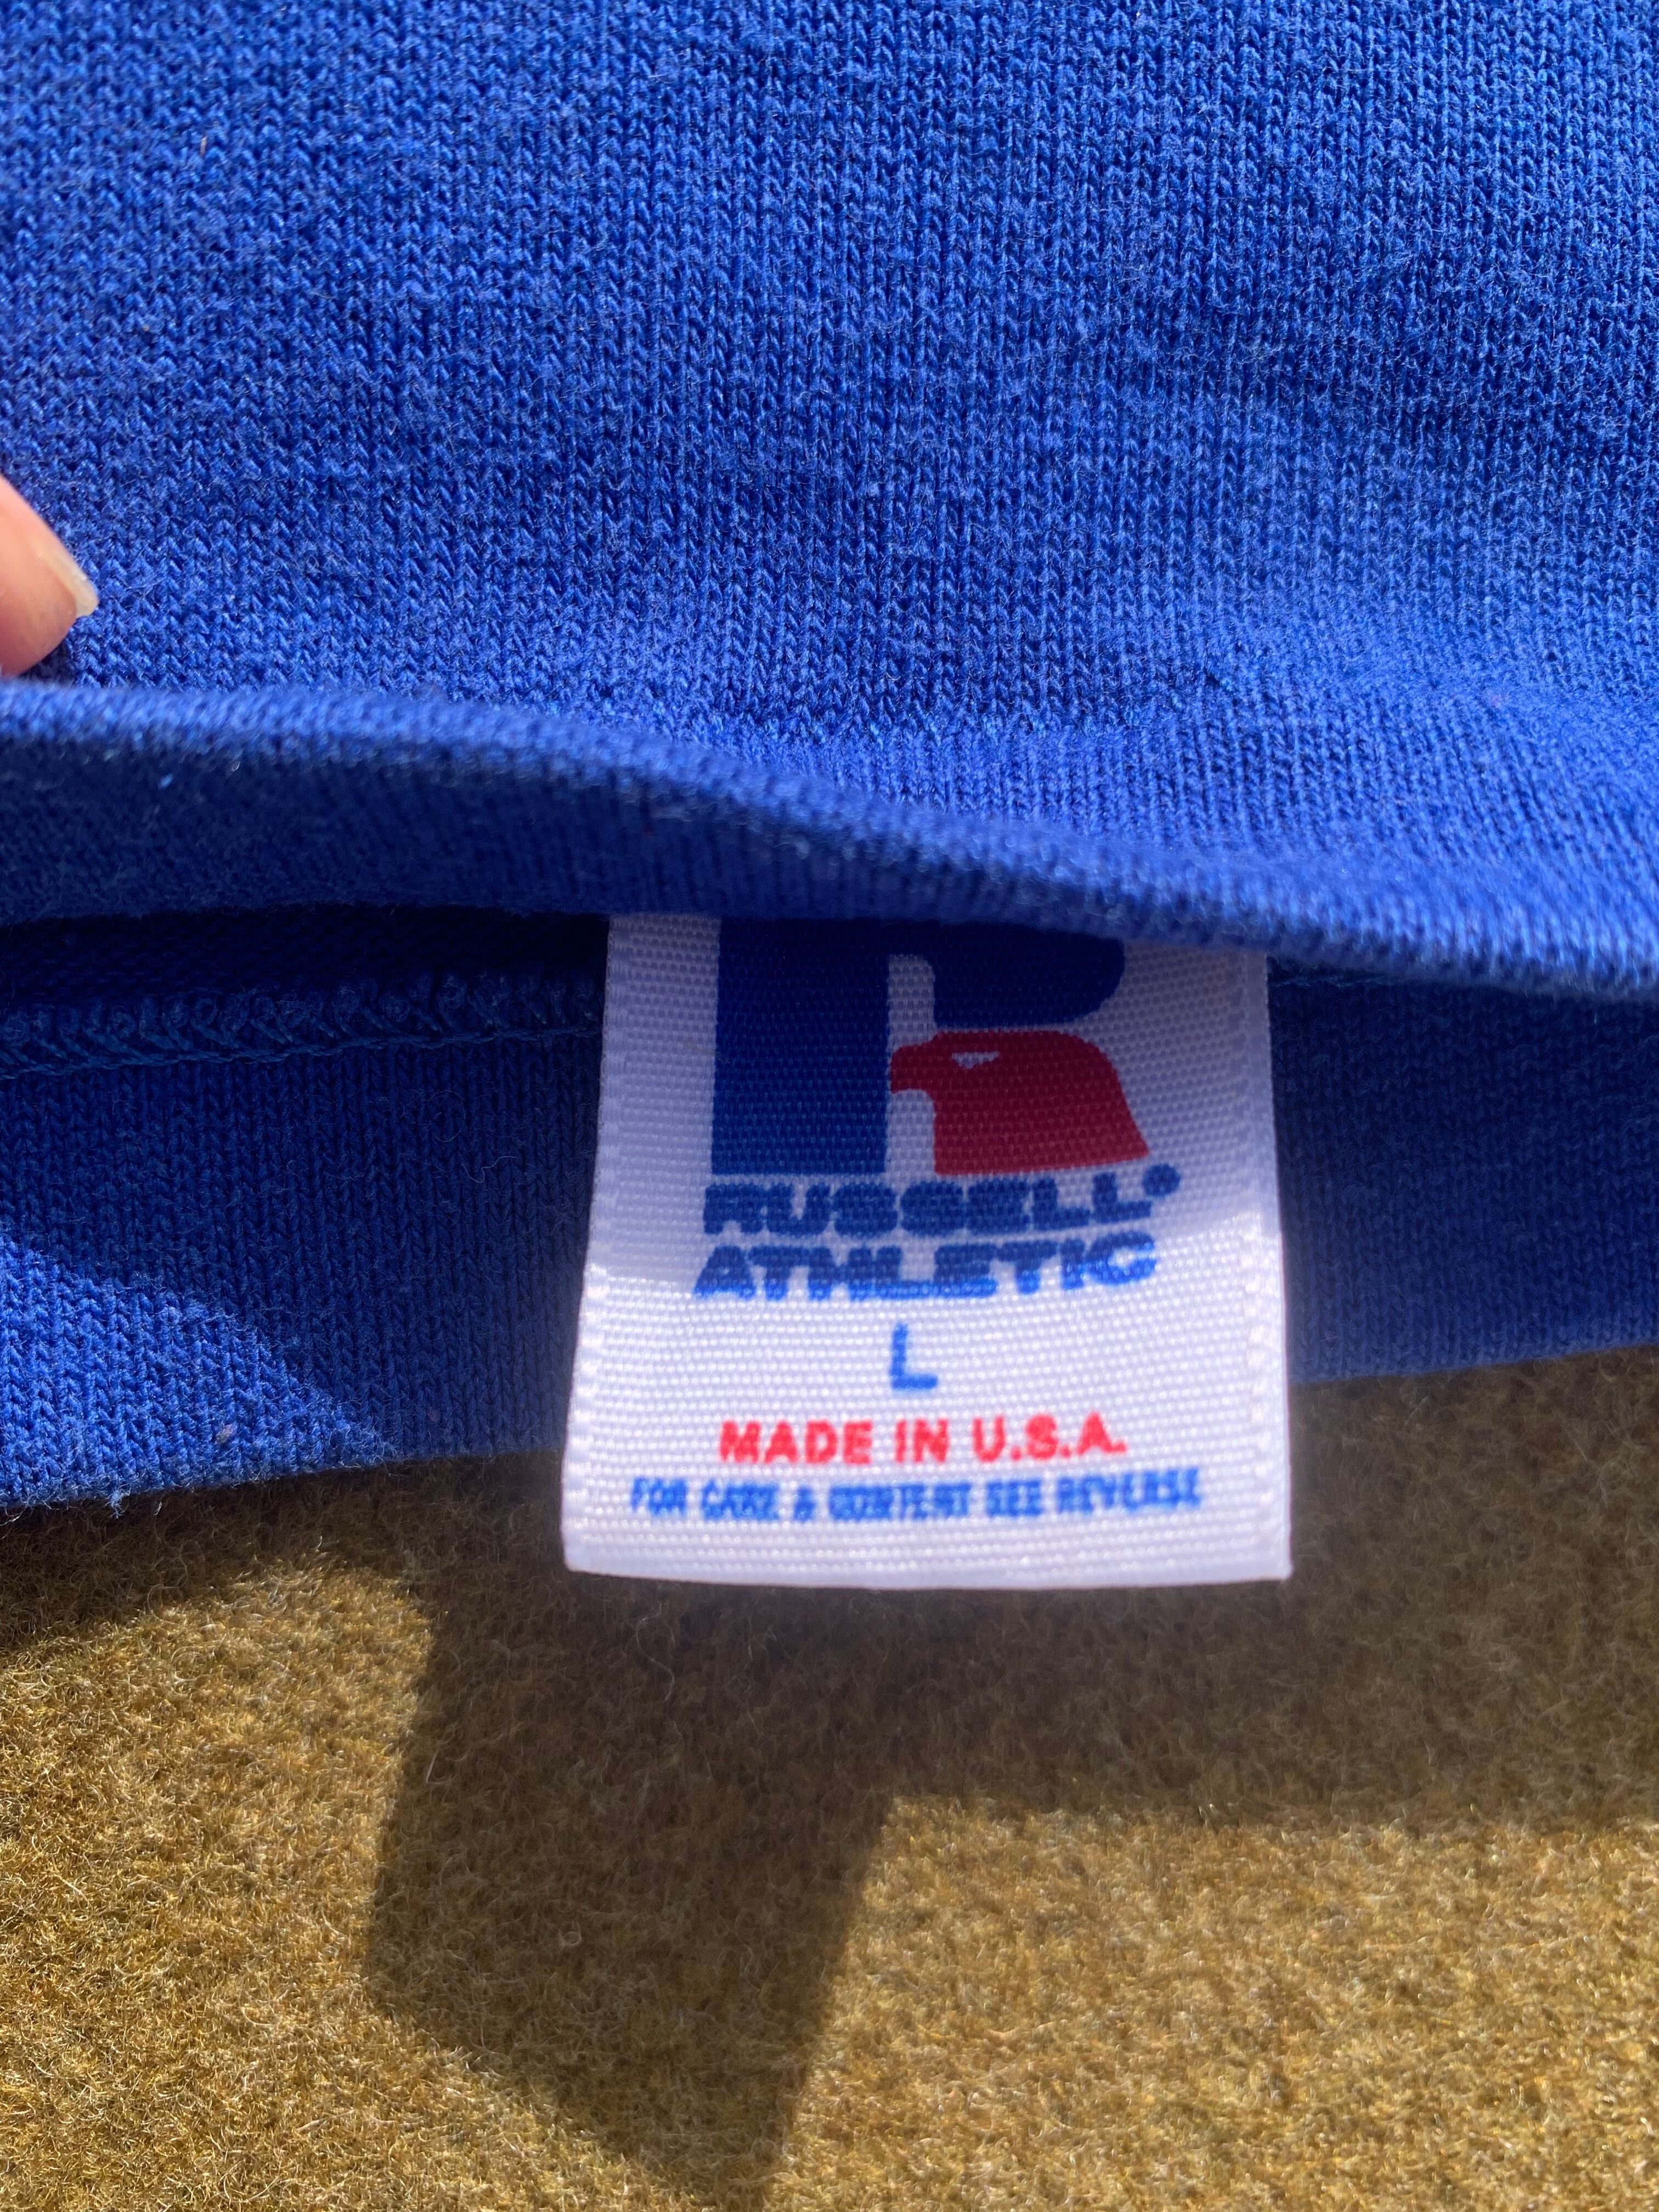 R
RUSSELL®
ATHLETIC
L
MADE IN U.S.A.
FOR CARE & CONTENT SEE REVERSE